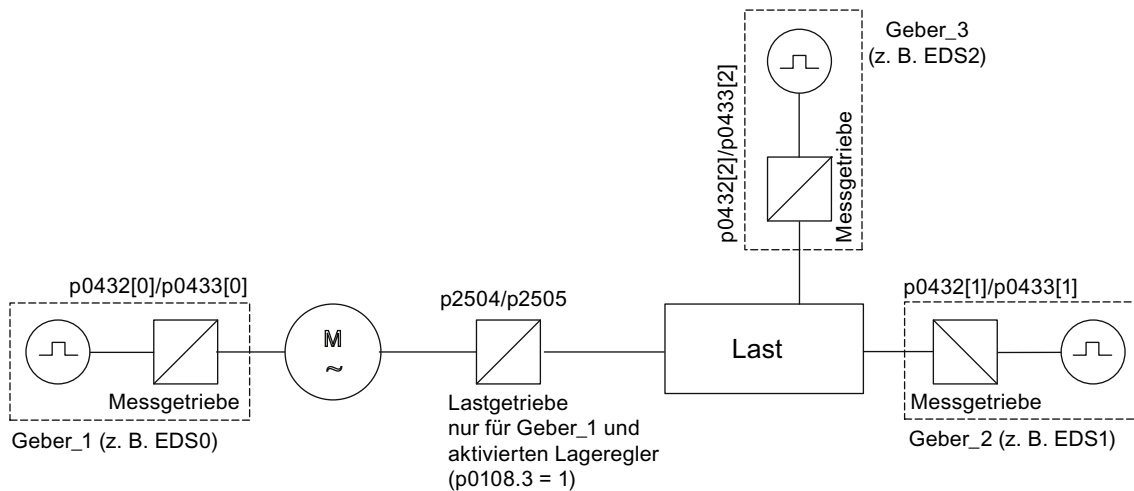 Geber_3
(z. B. EDS2)
p0432[2]/p0433[2]
Messgetriebe
p0432[0]/p0433[0]
p2504/p2505
p0432[1]/p0433[1]
M
~
Last
Messgetriebe
Lastgetriebe
nur für Geber_1 und
aktivierten Lageregler
(p0108.3 = 1)
Messgetriebe
Geber_1 (z. B. EDS0)
Geber_2 (z. B. EDS1)